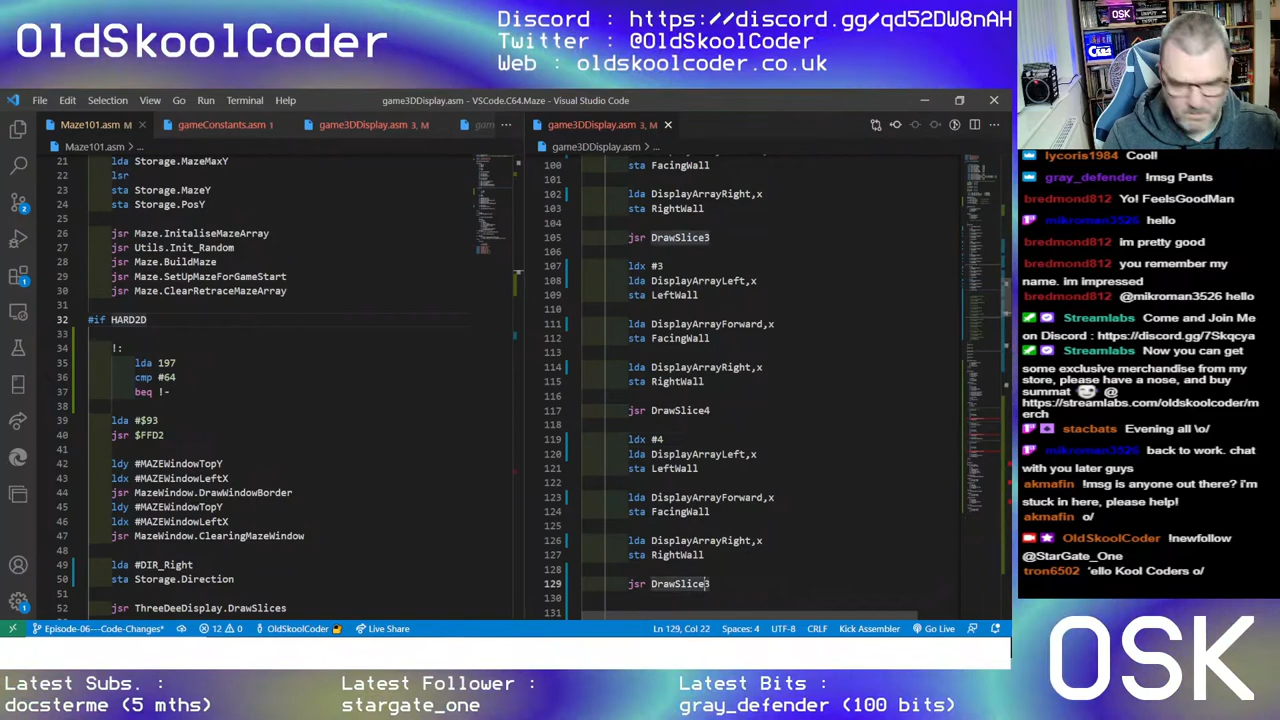 OldSkoolCoder
Discord : https://discord.gg/qd52DW8nAH
Twitter : @OldSkoolCoder
Web : oldskoolcoder.co.uk
File Edit Selection View Go Run Terminal Help
game3DDisplay.asm - VSCode.C64.Maze - Visual Studio Code
Maze101.asm M
gameConstants.asm 1
game3DDisplay.asm 3, M
gam
game3DDisplay.asm 3, M
Maze101.asm > ...
game3DDisplay.asm > ...
21 lda Storage.MazeMaxY
22 lsr
23 sta Storage.MazeY
24 sta Storage.PosY
25
26 jsr Maze.InitaliseMazeArray
27 jsr Utils.Init_Random
28 jsr Maze.BuildMaze
29 jsr Maze.SetUpMazeForGameStart
30 jsr Maze.ClearRetraceMazeArray
31
32 #if HARD2D
33
34 !:
35 lda 197
36 cmp #64
37 beq !-
38
39 lda #$93
40 jsr $FFD2
41
42 ldy #MAZEWindowTopY
43 ldx #MAZEWindowLeftX
44 jsr MazeWindow.DrawWindowBorder
45 ldy #MAZEWindowTopY
46 ldx #MAZEWindowLeftX
47 jsr MazeWindow.ClearingMazeWindow
48
49 lda #DIR_Right
50 sta Storage.Direction
51
52 jsr ThreeDeeDisplay.DrawSlices
100 sta FacingWall
101
102 lda DisplayArrayRight,x
103 sta RightWall
104
105 jsr DrawSlice5
106
107 ldx #3
108 lda DisplayArrayLeft,x
109 sta LeftWall
110
111 lda DisplayArrayForward,x
112 sta FacingWall
113
114 lda DisplayArrayRight,x
115 sta RightWall
116
117 jsr DrawSlice4
118
119 ldx #4
120 lda DisplayArrayLeft,x
121 sta LeftWall
122
123 lda DisplayArrayForward,x
124 sta FacingWall
125
126 lda DisplayArrayRight,x
127 sta RightWall
128
129 jsr DrawSlice3
130
131
Episode-06---Code-Changes* 12 0 OldSkoolCoder Live Share
Ln 129, Col 22 Spaces: 4 UTF-8 CRLF Kick Assembler Go Live
lycoris1984 Cool!
gray_defender !msg Pants
bredmond812 Yo! FeelsGoodMan
mikroman3526 hello
bredmond812 im pretty good
bredmond812 you remember my
name. im impressed
bredmond812 @mikroman3526 hello
Streamlabs Come and Join Me
on Discord : https://discord.gg/7Skqcya
Streamlabs Now you can get
some exclusive merchandise from my
store, please have a nose, and buy
summat @
https://streamlabs.com/oldskoolcoder/m
erch
stacbats Evening all \o/
mikroman3526 back to work. chat
with you later guys
akmafin !msg is anyone out there? i'm
stuck in here, please help!
akmafin o/
OldSkoolCoder !newfollow
@StarGate_One
tron6502 'ello Kool Coders o/
OSK
Latest Subs. :
docsterme (5 mths)
Latest Follower :
stargate_one
Latest Bits :
gray_defender (100 bits)